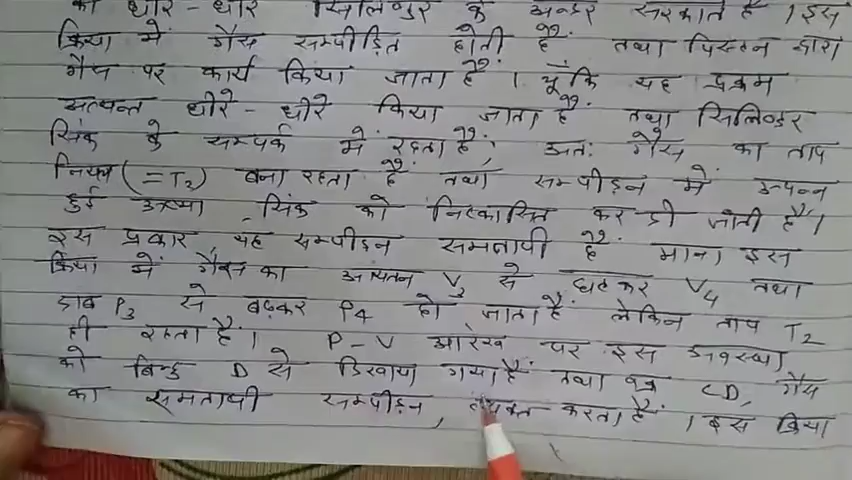 को धीरे-धीरे सिलिण्डर के अन्दर सरकाते है । इस
क्रिया में गैस सम्पीड़ित होती है तथा पिस्टन द्वारा
गैस पर कार्य किया जाता है । चूँकि यह प्रक्रम
अत्यन्त धीरे-धीरे किया जाता है तथा सिलिण्डर
सिंक के सम्पर्क में रहता है, अतः गैस का ताप
नियत (=T₂) बना रहता है तथा सम्पीडन में उत्पन्न
हुई ऊष्मा सिंक को निष्कासित कर दी जाती है ।
इस प्रकार, यह सम्पीडन समतापी है माना इस
क्रिया में गैस का आयतन V₃ से घटकर V₄ तथा
दाब P₃ से बढ़कर P₄ हो जाता है लेकिन ताप T₂
ही रहता है । P-V आरेख पर इस अवस्था
को बिन्दु D से दिखाया गया है तथा वक्र CD, गैस
का समतापी सम्पीडन, व्यक्त करता है । इस क्रिया